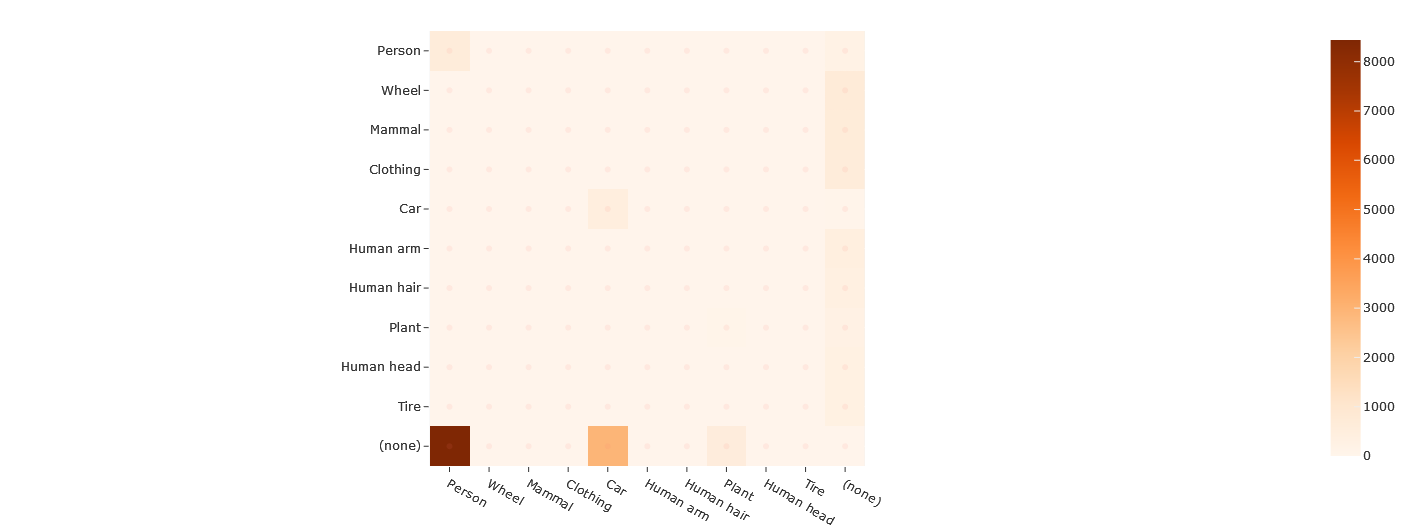 Person
Wheel
Mammal
Clothing
Car
Human arm
Human hair
Plant
Human head
Tire
(none)
Person
Wheel
Mammal
Clothing
Car
Human arm
Human hair
Plant
Human head
Tire
(none)
8000
7000
6000
5000
4000
3000
2000
1000
0